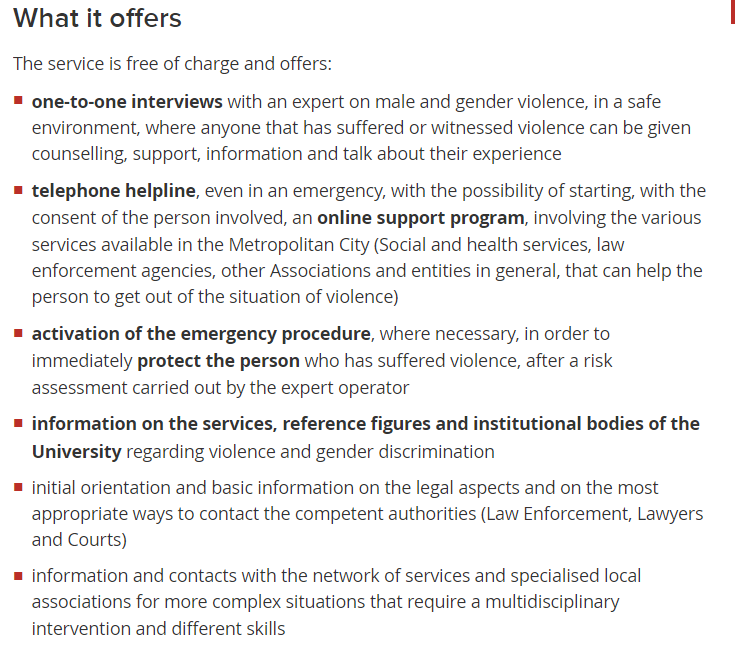 What it offers
The service is free of charge and offers:
one-to-one interviews with an expert on male and gender violence, in a safe
environment, where anyone that has suffered or witnessed violence can be given
counselling, support, information and talk about their experience
telephone helpline, even in an emergency, with the possibility of starting, with the
consent of the person involved, an online support program, involving the various
services available in the Metropolitan City (Social and health services, law
enforcement agencies, other Associations and entities in general, that can help the
person to get out of the situation of violence)
activation of the emergency procedure, where necessary, in order to
immediately protect the person who has suffered violence, after a risk
assessment carried out by the expert operator
information on the services, reference figures and institutional bodies of the
University regarding violence and gender discrimination
initial orientation and basic information on the legal aspects and on the most
appropriate ways to contact the competent authorities (Law Enforcement, Lawyers
and Courts)
information and contacts with the network of services and specialised local
associations for more complex situations that require a multidisciplinary
intervention and different skills